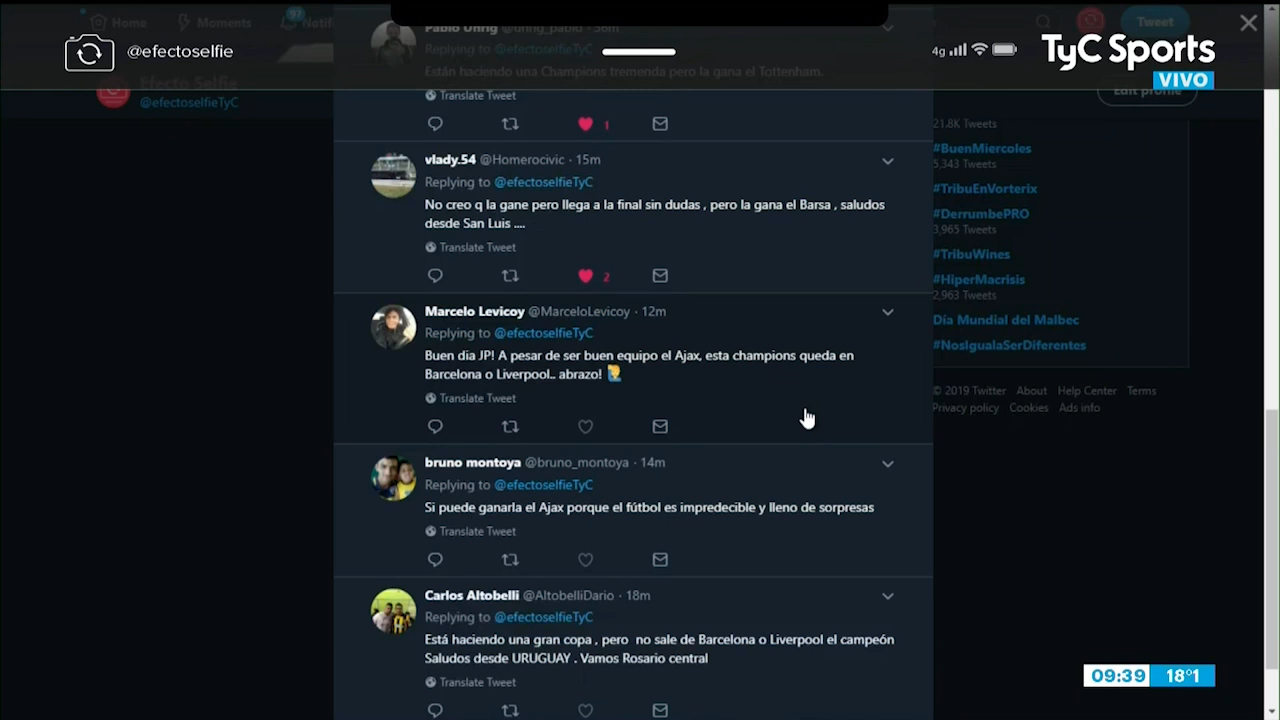 Home
Moments
97
Notif
Tweet
@efectoselfie
4g
TyC Sports
VIVO
Efecto Selfie
@efectoselfieTyC
Edit profile
Pablo Uhrig @uhrig_pablo · 36m
Replying to @efectoselfieTyC
Están haciendo una Champions tremenda pero la gana el Tottenham.
Translate Tweet
1
vlady.54 @Homerocivic · 15m
Replying to @efectoselfieTyC
No creo q la gane pero llega a la final sin dudas , pero la gana el Barsa , saludos
desde San Luis ....
Translate Tweet
2
Marcelo Levicoy @MarceloLevicoy · 12m
Replying to @efectoselfieTyC
Buen dia JP! A pesar de ser buen equipo el Ajax, esta champions queda en
Barcelona o Liverpool.. abrazo!
Translate Tweet
bruno montoya @bruno_montoya · 14m
Replying to @efectoselfieTyC
Si puede ganarla el Ajax porque el fútbol es impredecible y lleno de sorpresas
Translate Tweet
Carlos Altobelli @AltobelliDario · 18m
Replying to @efectoselfieTyC
Está haciendo una gran copa , pero no sale de Barcelona o Liverpool el campeón
Saludos desde URUGUAY . Vamos Rosario central
Translate Tweet
21.8K Tweets
#BuenMiercoles
5,343 Tweets
#TribuEnVorterix
#DerrumbePRO
3,965 Tweets
#TribuWines
#HiperMacrisis
2,963 Tweets
Día Mundial del Malbec
#NosIgualaSerDiferentes
© 2019 Twitter About Help Center Terms
Privacy policy Cookies Ads info
09:39 18°1